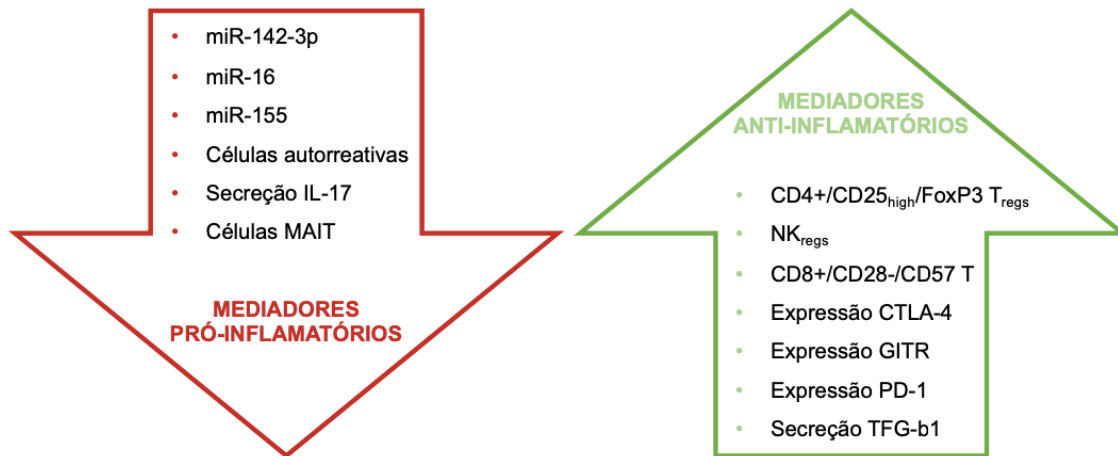 miR-142-3p
miR-16
miR-155
Células autorreativas
Secreção IL-17
Células MAIT
MEDIADORES
PRÓ-INFLAMATÓRIOS
MEDIADORES
ANTI-INFLAMATÓRIOS
CD4+/CD25high/FoxP3 Tregs
NKregs
CD8+/CD28-/CD57 T
Expressão CTLA-4
Expressão GITR
Expressão PD-1
Secreção TFG-b1